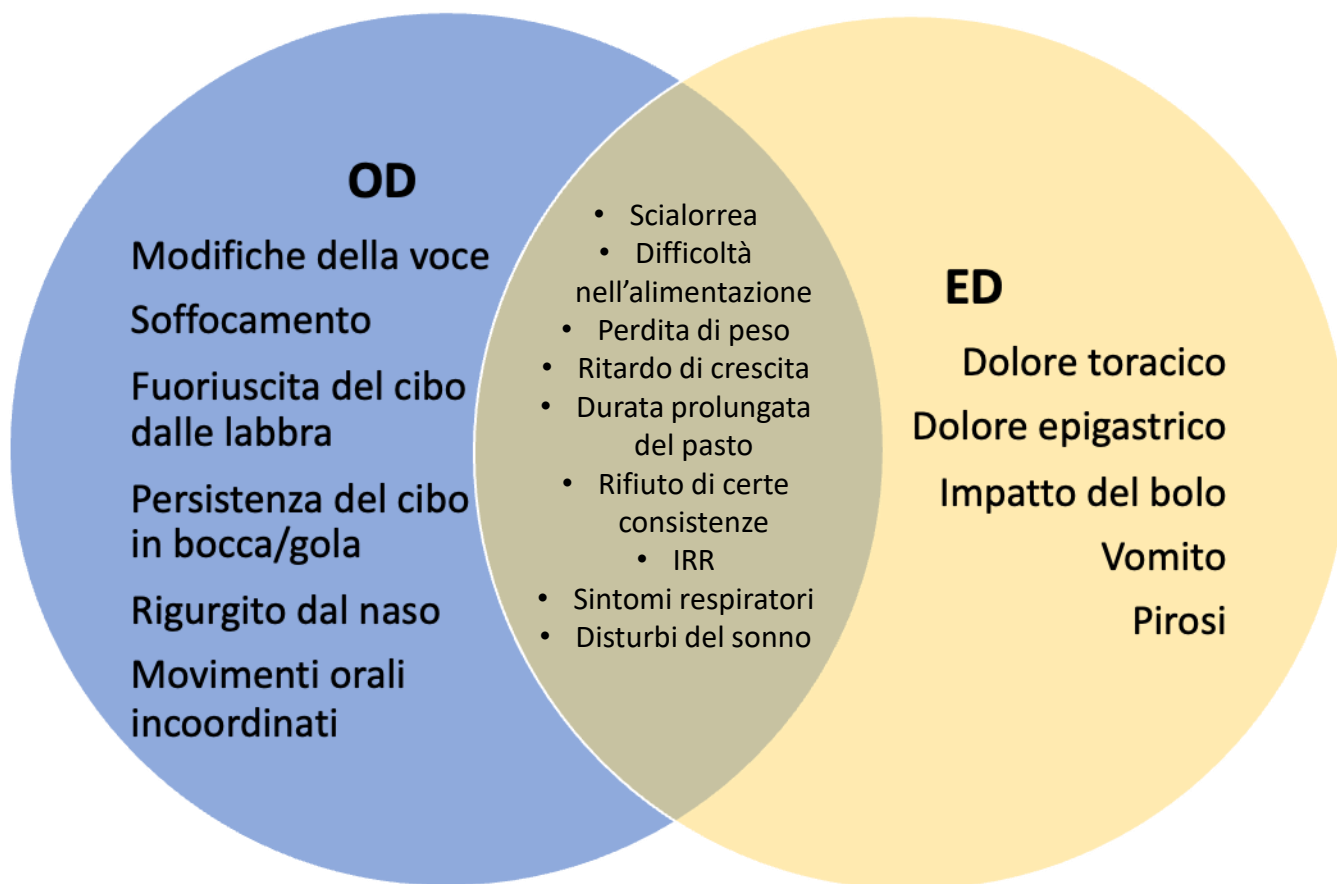 OD
Modifiche della voce
Soffocamento
Fuoriuscita del cibo
dalle labbra
Persistenza del cibo
in bocca/gola
Rigurgito dal naso
Movimenti orali
incoordinati
• Scialorrea
• Difficoltà
nell’alimentazione
• Perdita di peso
• Ritardo di crescita
• Durata prolungata
del pasto
• Rifiuto di certe
consistenze
• IRR
• Sintomi respiratori
• Disturbi del sonno
ED
Dolore toracico
Dolore epigastrico
Impatto del bolo
Vomito
Pirosi